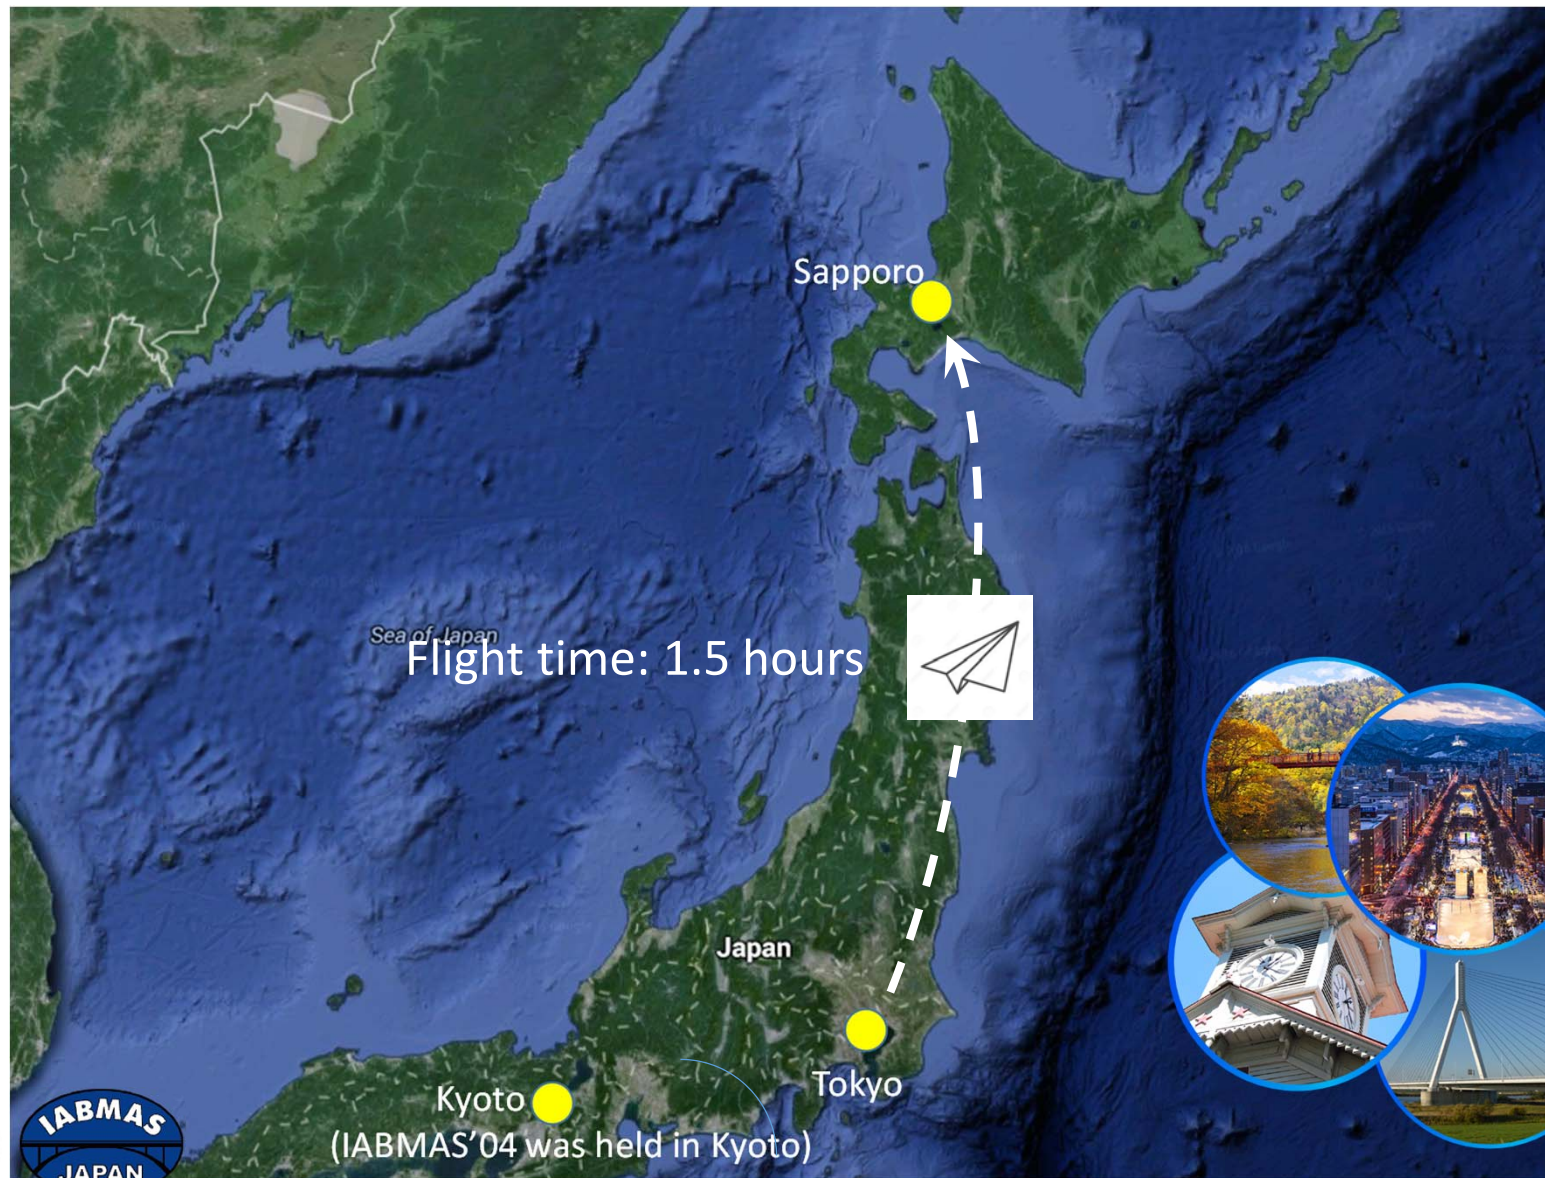 Sapporo
Sea of Japan
Flight time: 1.5 hours
Japan
Tokyo
Kyoto
(IABMAS’04 was held in Kyoto)
IABMAS
JAPAN